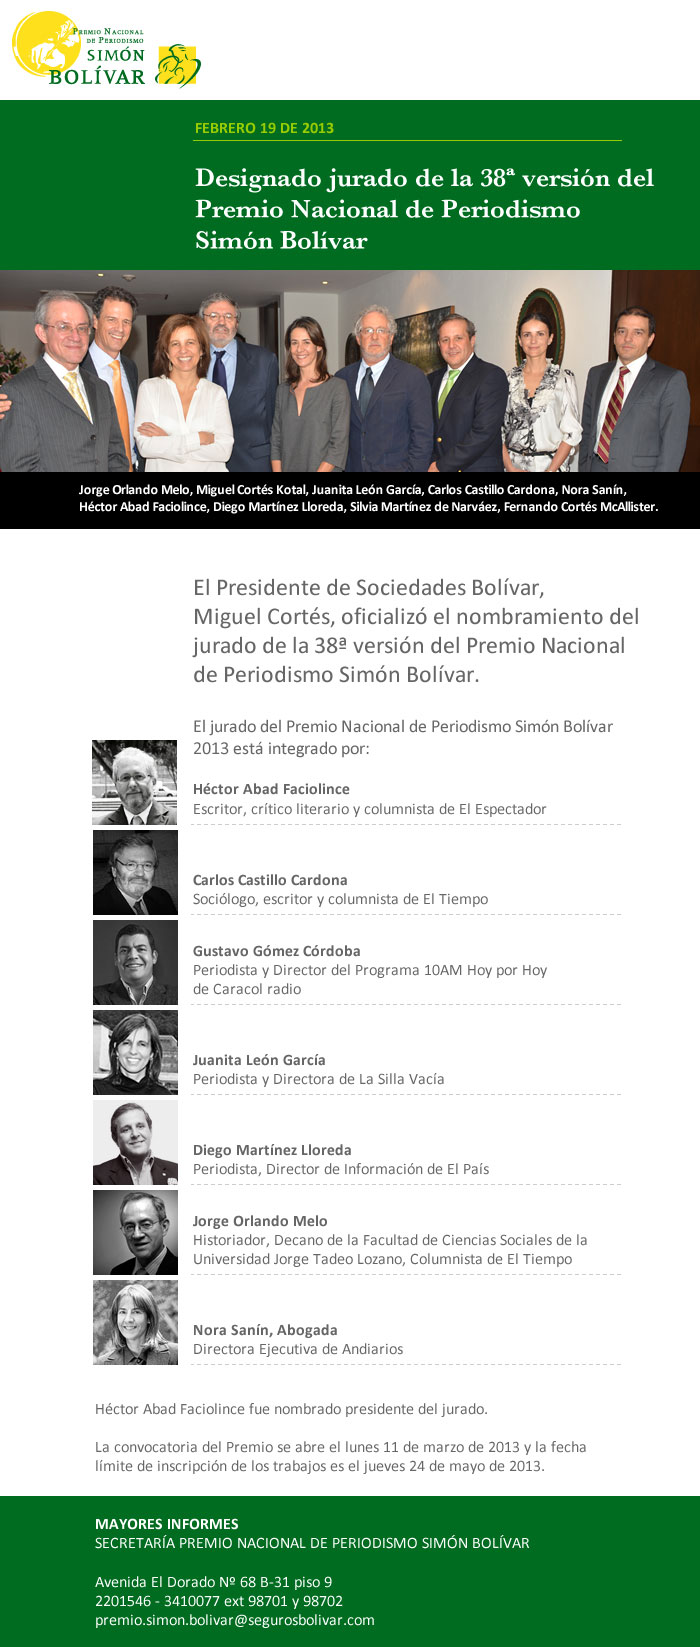 PREMIO NACIONAL
DE PERIODISMO
SIMÓN
BOLÍVAR
FEBRERO 19 DE 2013
Designado jurado de la 38ª versión del
Premio Nacional de Periodismo
Simón Bolívar
Jorge Orlando Melo, Miguel Cortés Kotal, Juanita León García, Carlos Castillo Cardona, Nora Sanín,
Héctor Abad Faciolince, Diego Martínez Lloreda, Silvia Martínez de Narváez, Fernando Cortés McAllister.
El Presidente de Sociedades Bolívar,
Miguel Cortés, oficializó el nombramiento del
jurado de la 38ª versión del Premio Nacional
de Periodismo Simón Bolívar.
El jurado del Premio Nacional de Periodismo Simón Bolívar
2013 está integrado por:
Héctor Abad Faciolince
Escritor, crítico literario y columnista de El Espectador
Carlos Castillo Cardona
Sociólogo, escritor y columnista de El Tiempo
Gustavo Gómez Córdoba
Periodista y Director del Programa 10AM Hoy por Hoy
de Caracol radio
Juanita León García
Periodista y Directora de La Silla Vacía
Diego Martínez Lloreda
Periodista, Director de Información de El País
Jorge Orlando Melo
Historiador, Decano de la Facultad de Ciencias Sociales de la
Universidad Jorge Tadeo Lozano, Columnista de El Tiempo
Nora Sanín, Abogada
Directora Ejecutiva de Andiarios
Héctor Abad Faciolince fue nombrado presidente del jurado.
La convocatoria del Premio se abre el lunes 11 de marzo de 2013 y la fecha
límite de inscripción de los trabajos es el jueves 24 de mayo de 2013.
MAYORES INFORMES
SECRETARÍA PREMIO NACIONAL DE PERIODISMO SIMÓN BOLÍVAR
Avenida El Dorado Nº 68 B-31 piso 9
2201546 - 3410077 ext 98701 y 98702
premio.simon.bolivar@segurosbolivar.com